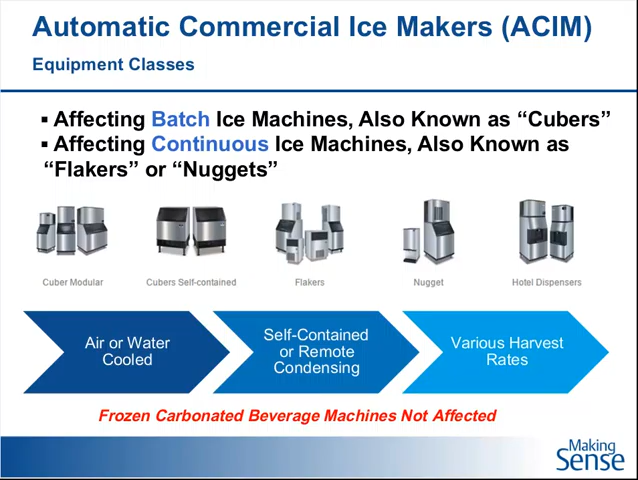 Automatic Commercial Ice Makers (ACIM)
Equipment Classes
▪ Affecting Batch Ice Machines, Also Known as “Cubers”
▪ Affecting Continuous Ice Machines, Also Known as
“Flakers” or “Nuggets”
Cuber Modular
Cubers Self-contained
Flakers
Nugget
Hotel Dispensers
Air or Water
Cooled
Self-Contained
or Remote
Condensing
Various Harvest
Rates
Frozen Carbonated Beverage Machines Not Affected
Making
Sense